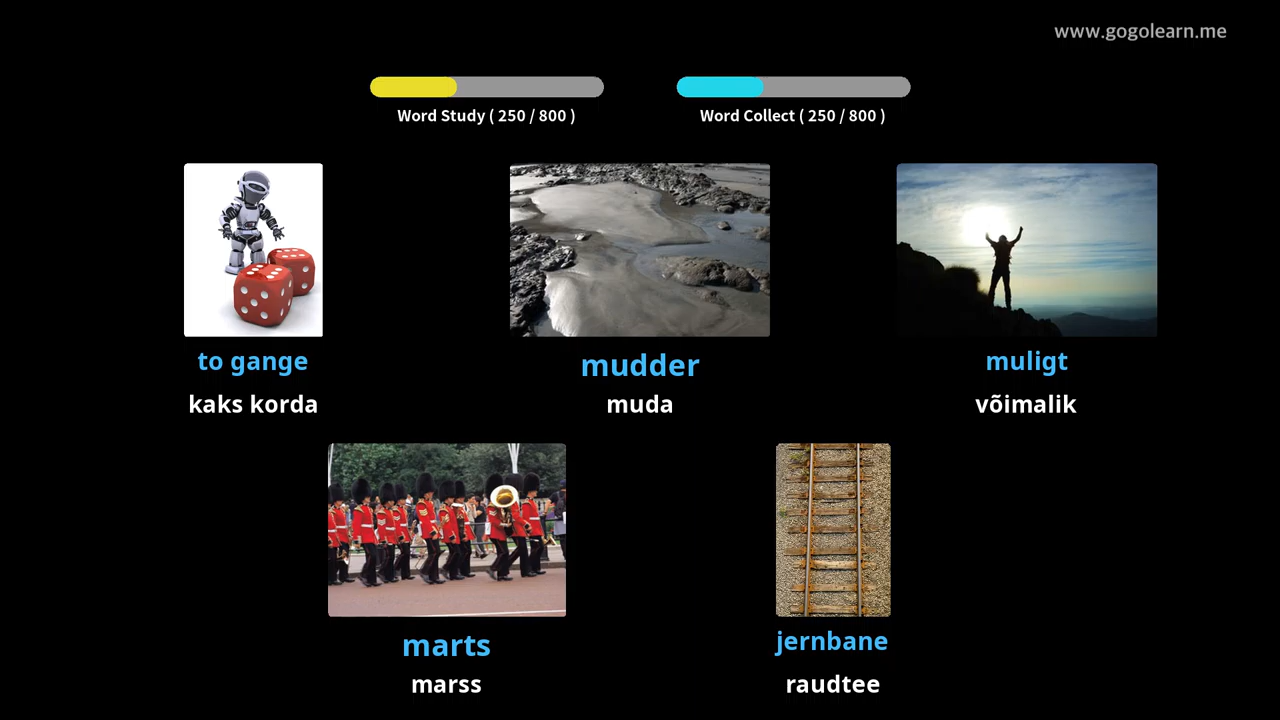 www.gogolearn.me
Word Study ( 250 / 800 )
Word Collect ( 250 / 800 )
to gange
mudder
muligt
kaks korda
muda
võimalik
marts
jernbane
marss
raudtee